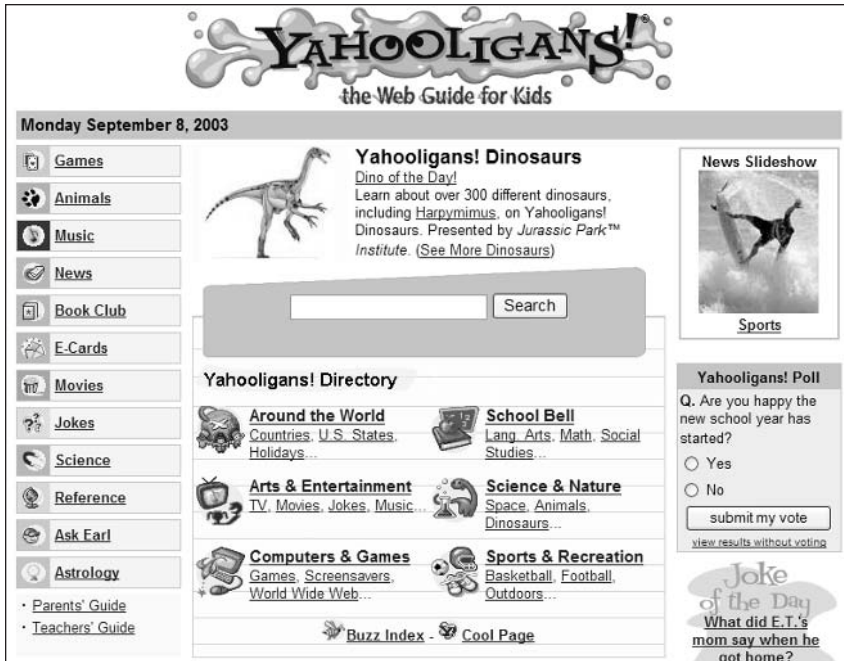 YAHOOLIGANS!®
the Web Guide for Kids
Monday September 8, 2003
Games
Animals
Music
News
Book Club
E-Cards
Movies
Jokes
Science
Reference
Ask Earl
Astrology
· Parents' Guide
· Teachers' Guide
Yahooligans! Dinosaurs
Dino of the Day!
Learn about over 300 different dinosaurs,
including Harpymimus, on Yahooligans!
Dinosaurs. Presented by Jurassic Park™
Institute. (See More Dinosaurs)
Search
Yahooligans! Directory
Around the World
Countries, U.S. States,
Holidays...
School Bell
Lang. Arts, Math, Social
Studies...
Arts & Entertainment
TV, Movies, Jokes, Music...
Science & Nature
Space, Animals,
Dinosaurs...
Computers & Games
Games, Screensavers,
World Wide Web...
Sports & Recreation
Basketball, Football,
Outdoors...
Buzz Index - Cool Page
News Slideshow
Sports
Yahooligans! Poll
Q. Are you happy the
new school year has
started?
Yes
No
submit my vote
view results without voting
Joke
of the Day
What did E.T.'s
mom say when he
got home?